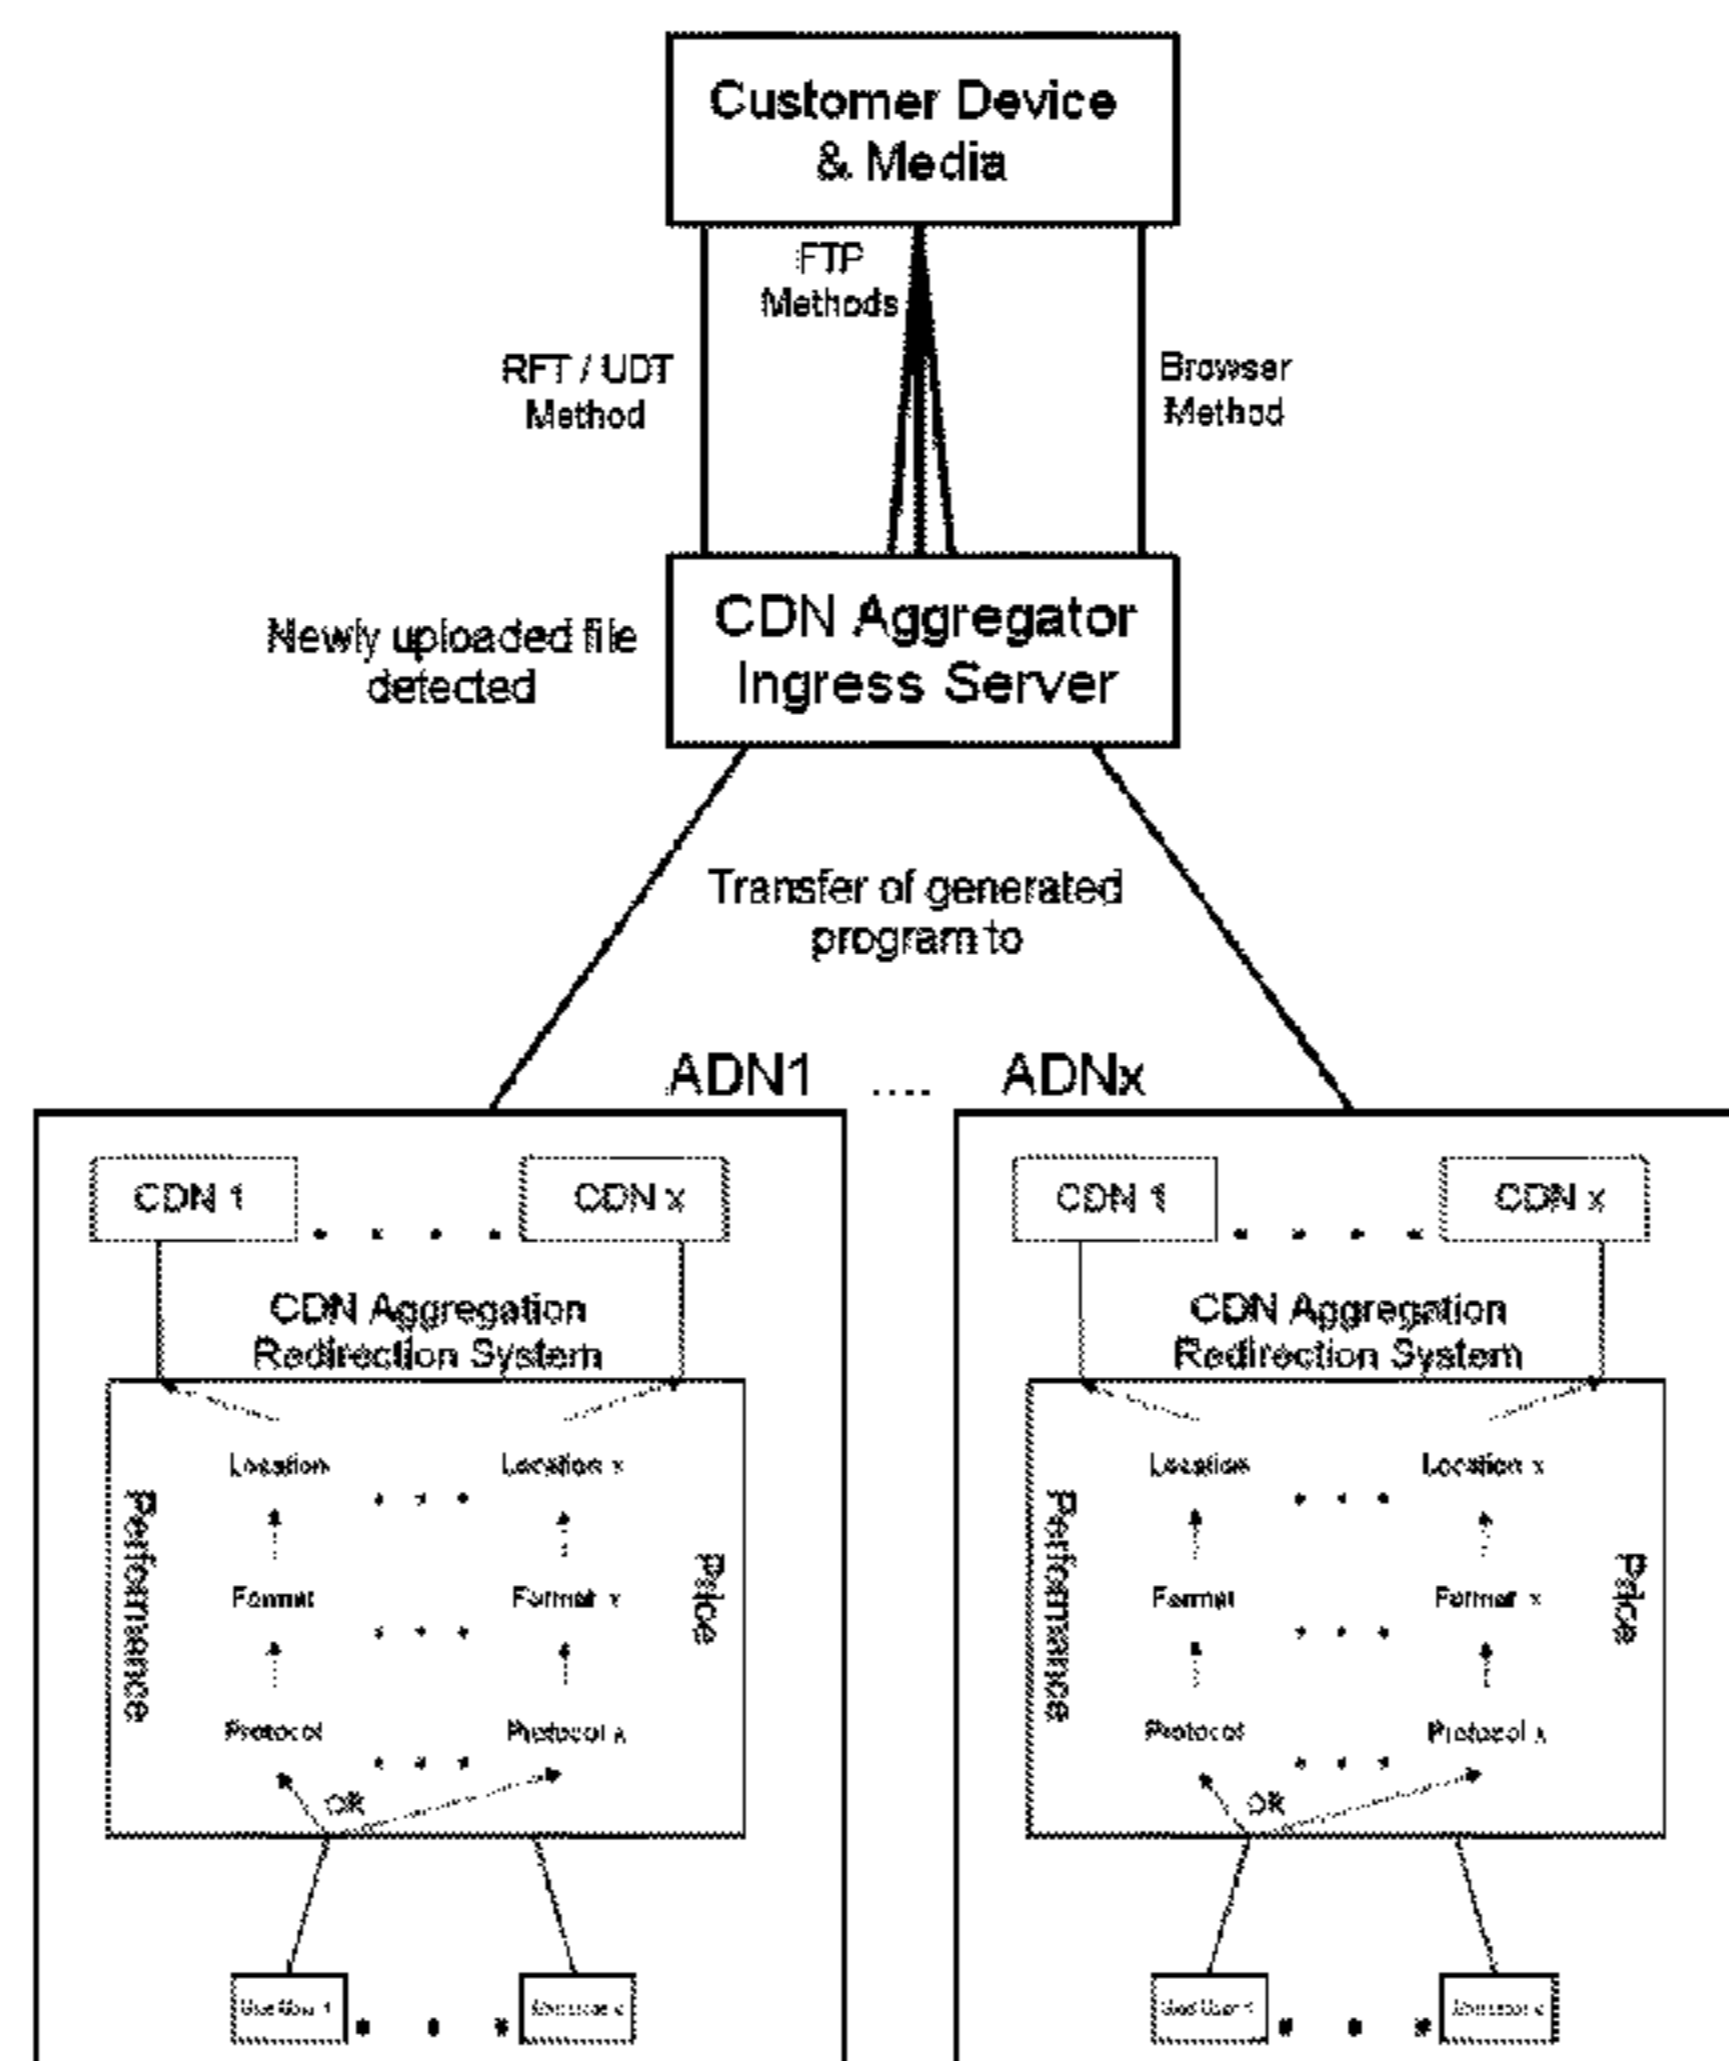 Customer Device
& Media
FTP
Methods
RFT / UDT
Method
Browser
Method
CDN Aggregator
Ingress Server
Newly uploaded file
detected
Transfer of generated
program to
ADN1 .... ADNx
CDN 1
CDN x
CDN Aggregation
Redirection System
Location
Location x
Performance
Price
Format
Format x
Protocol
Protocol x
OR
CDN 1
CDN x
CDN Aggregation
Redirection System
Location
Location x
Performance
Price
Format
Format x
Protocol
Protocol x
OR